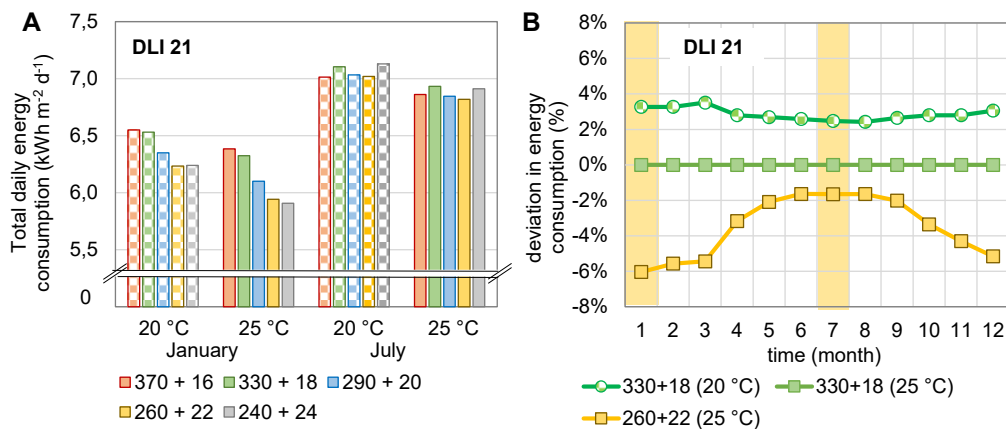 A
DLI 21
Total daily energy
consumption (kWh m⁻² d⁻¹)
7,5
7,0
6,5
6,0
5,5
0
20 °C 25 °C 20 °C 25 °C
January July
370 + 16 330 + 18 290 + 20
260 + 22 240 + 24
B
DLI 21
deviation in energy
consumption (%)
8%
6%
4%
2%
0%
-2%
-4%
-6%
-8%
1 2 3 4 5 6 7 8 9 10 11 12
time (month)
330+18 (20 °C) 330+18 (25 °C)
260+22 (25 °C)